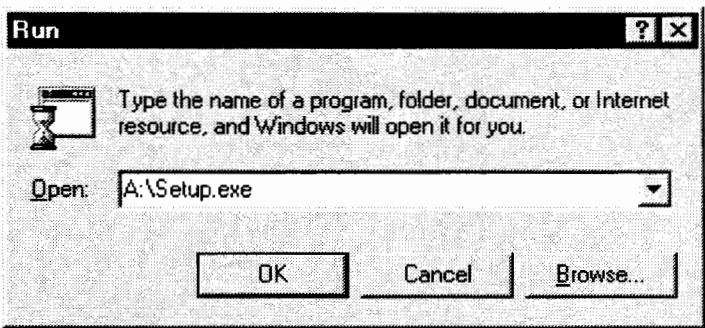 Run
Type the name of a program, folder, document, or Internet
resource, and Windows will open it for you.
Open: A:\Setup.exe
OK Cancel Browse...